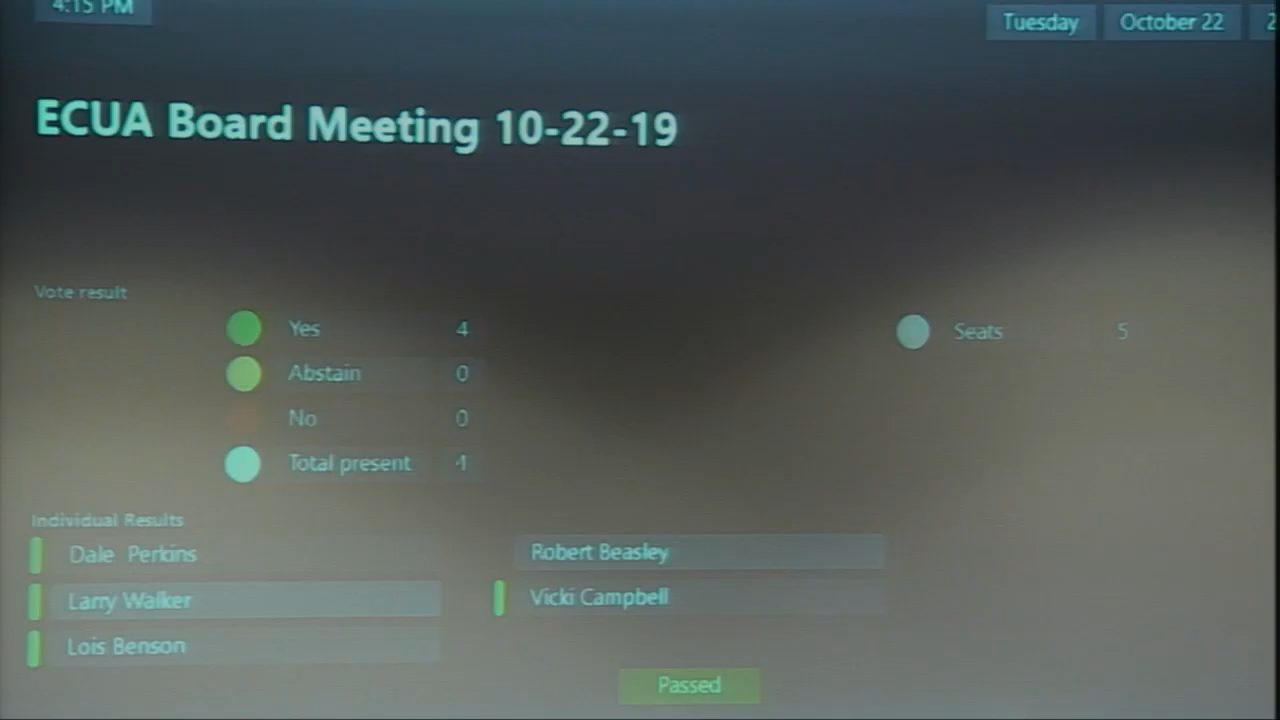 4:15 PM
Tuesday October 22
ECUA Board Meeting 10-22-19
Vote result
Yes 4
Abstain 0
No 0
Total present 4
Seats 5
Individual Results
Dale Perkins
Larry Walker
Lois Benson
Robert Beasley
Vicki Campbell
Passed